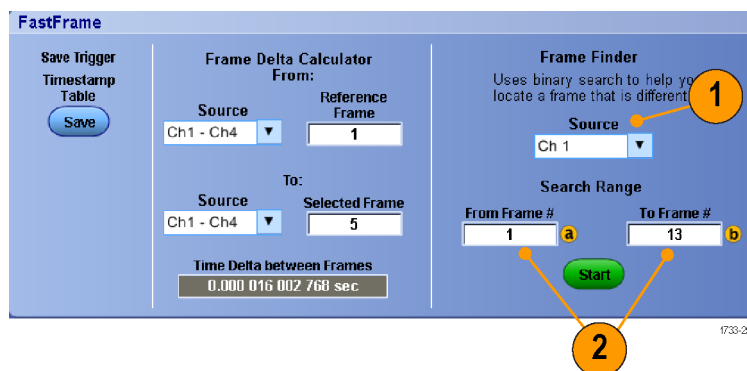 FastFrame
Save Trigger
Timestamp
Table
Save
Frame Delta Calculator
From:
Source
Reference
Frame
Ch1 - Ch4
1
To:
Source
Selected Frame
Ch1 - Ch4
5
Time Delta between Frames
0.000 016 002 768 sec
Frame Finder
Uses binary search to help
locate a frame that is different
1
Source
Ch 1
Search Range
From Frame #
To Frame #
1
a
13
b
Start
2